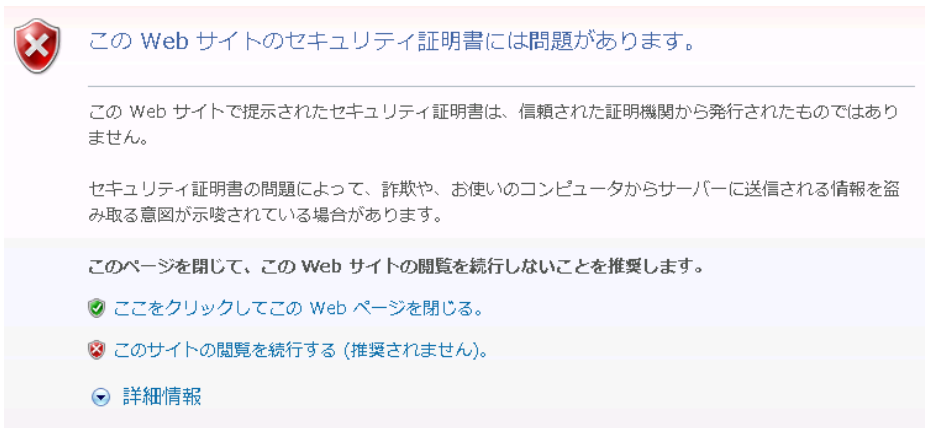 この Web サイトのセキュリティ証明書には問題があります。
この Web サイトで提示されたセキュリティ証明書は、信頼された証明機関から発行されたものではあり
ません。
セキュリティ証明書の問題によって、詐欺や、お使いのコンピュータからサーバーに送信される情報を盗
み取る意図が示唆されている場合があります。
このページを閉じて、この Web サイトの閲覧を続行しないことを推奨します。
ここをクリックしてこの Web ページを閉じる。
このサイトの閲覧を続行する (推奨されません)。
詳細情報